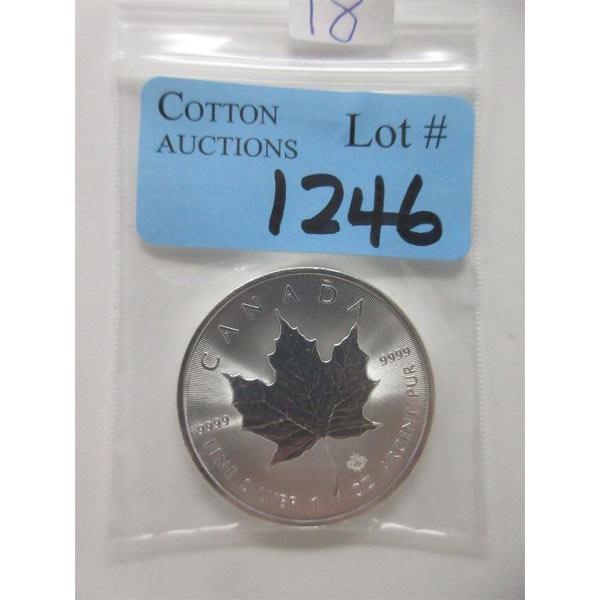 18
COTTON
AUCTIONS
Lot #
1246
CANADA
9999
9999
FINE SILVER 1 OZ ARGENT PUR